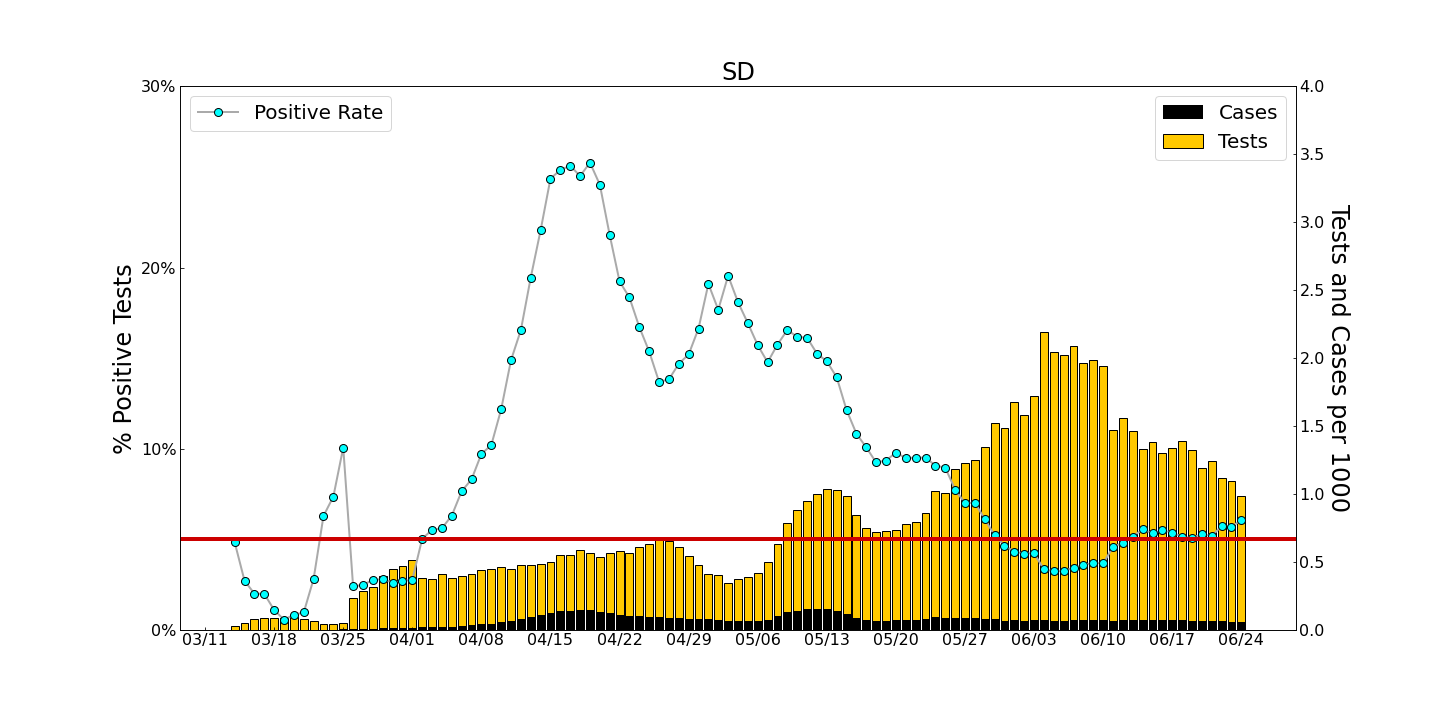 SD
30%
20%
10%
0%
% Positive Tests
Positive Rate
Cases
Tests
4.0
3.5
3.0
2.5
2.0
1.5
1.0
0.5
0.0
Tests and Cases per 1000
03/11 03/18 03/25 04/01 04/08 04/15 04/22 04/29 05/06 05/13 05/20 05/27 06/03 06/10 06/17 06/24